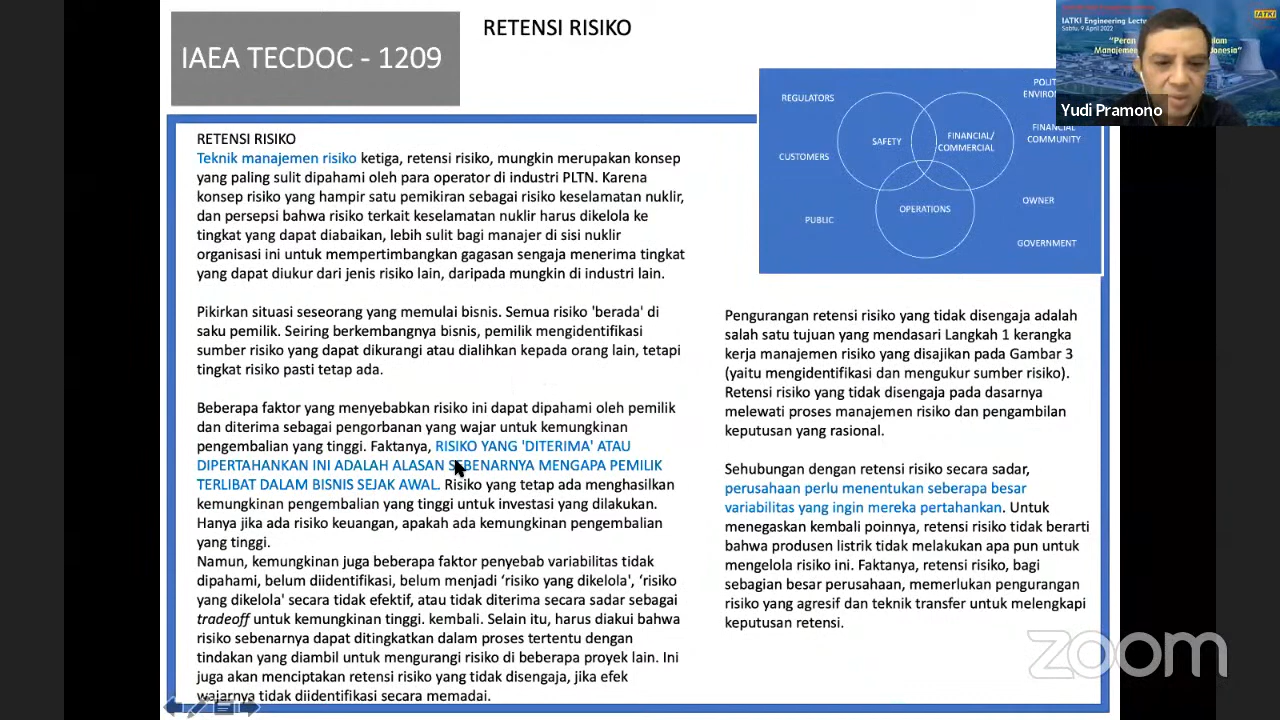 RETENSI RISIKO
IAEA TECDOC - 1209
IATKI
IATKI Engineering Lectu
Sabtu, 9 April 2022
"Peran
Manajemen
Yudi Pramono
REGULATORS
CUSTOMERS
PUBLIC
SAFETY
FINANCIAL/
COMMERCIAL
OPERATIONS
POLIT
ENVIRON
FINANCIAL
COMMUNITY
OWNER
GOVERNMENT
RETENSI RISIKO
Teknik manajemen risiko ketiga, retensi risiko, mungkin merupakan konsep
yang paling sulit dipahami oleh para operator di industri PLTN. Karena
konsep risiko yang hampir satu pemikiran sebagai risiko keselamatan nuklir,
dan persepsi bahwa risiko terkait keselamatan nuklir harus dikelola ke
tingkat yang dapat diabaikan, lebih sulit bagi manajer di sisi nuklir
organisasi ini untuk mempertimbangkan gagasan sengaja menerima tingkat
yang dapat diukur dari jenis risiko lain, daripada mungkin di industri lain.
Pikirkan situasi seseorang yang memulai bisnis. Semua risiko 'berada' di
saku pemilik. Seiring berkembangnya bisnis, pemilik mengidentifikasi
sumber risiko yang dapat dikurangi atau dialihkan kepada orang lain, tetapi
tingkat risiko pasti tetap ada.
Beberapa faktor yang menyebabkan risiko ini dapat dipahami oleh pemilik
dan diterima sebagai pengorbanan yang wajar untuk kemungkinan
pengembalian yang tinggi. Faktanya, RISIKO YANG 'DITERIMA' ATAU
DIPERTAHANKAN INI ADALAH ALASAN SEBENARNYA MENGAPA PEMILIK
TERLIBAT DALAM BISNIS SEJAK AWAL. Risiko yang tetap ada menghasilkan
kemungkinan pengembalian yang tinggi untuk investasi yang dilakukan.
Hanya jika ada risiko keuangan, apakah ada kemungkinan pengembalian
yang tinggi.
Namun, kemungkinan juga beberapa faktor penyebab variabilitas tidak
dipahami, belum diidentifikasi, belum menjadi 'risiko yang dikelola', 'risiko
yang dikelola' secara tidak efektif, atau tidak diterima secara sadar sebagai
tradeoff untuk kemungkinan tinggi. kembali. Selain itu, harus diakui bahwa
risiko sebenarnya dapat ditingkatkan dalam proses tertentu dengan
tindakan yang diambil untuk mengurangi risiko di beberapa proyek lain. Ini
juga akan menciptakan retensi risiko yang tidak disengaja, jika efek
wajarnya tidak diidentifikasi secara memadai.
Pengurangan retensi risiko yang tidak disengaja adalah
salah satu tujuan yang mendasari Langkah 1 kerangka
kerja manajemen risiko yang disajikan pada Gambar 3
(yaitu mengidentifikasi dan mengukur sumber risiko).
Retensi risiko yang tidak disengaja pada dasarnya
melewati proses manajemen risiko dan pengambilan
keputusan yang rasional.
Sehubungan dengan retensi risiko secara sadar,
perusahaan perlu menentukan seberapa besar
variabilitas yang ingin mereka pertahankan. Untuk
menegaskan kembali poinnya, retensi risiko tidak berarti
bahwa produsen listrik tidak melakukan apa pun untuk
mengelola risiko ini. Faktanya, retensi risiko, bagi
sebagian besar perusahaan, memerlukan pengurangan
risiko yang agresif dan teknik transfer untuk melengkapi
keputusan retensi.
zoom